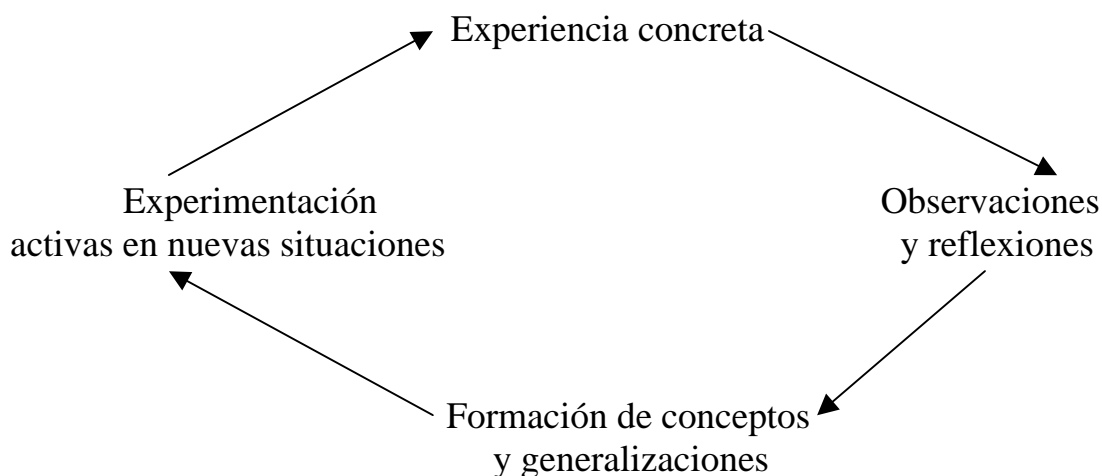 Experiencia concreta
Experimentación
activas en nuevas situaciones
Observaciones
y reflexiones
Formación de conceptos
y generalizaciones